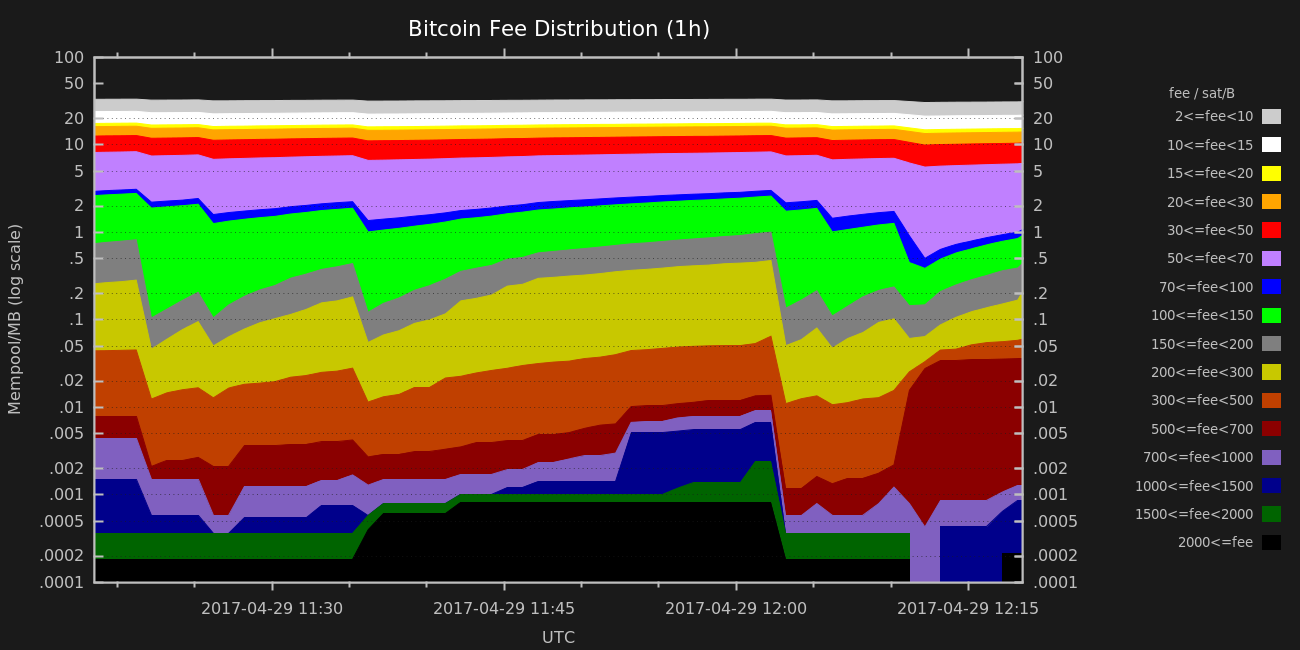 Bitcoin Fee Distribution (1h)
Mempool/MB (log scale)
100
50
20
10
5
2
1
.5
.2
.1
.05
.02
.01
.005
.002
.001
.0005
.0002
.0001
100
50
20
10
5
2
1
.5
.2
.1
.05
.02
.01
.005
.002
.001
.0005
.0002
.0001
fee / sat/B
2<=fee<10
10<=fee<15
15<=fee<20
20<=fee<30
30<=fee<50
50<=fee<70
70<=fee<100
100<=fee<150
150<=fee<200
200<=fee<300
300<=fee<500
500<=fee<700
700<=fee<1000
1000<=fee<1500
1500<=fee<2000
2000<=fee
2017-04-29 11:30
2017-04-29 11:45
2017-04-29 12:00
2017-04-29 12:15
UTC